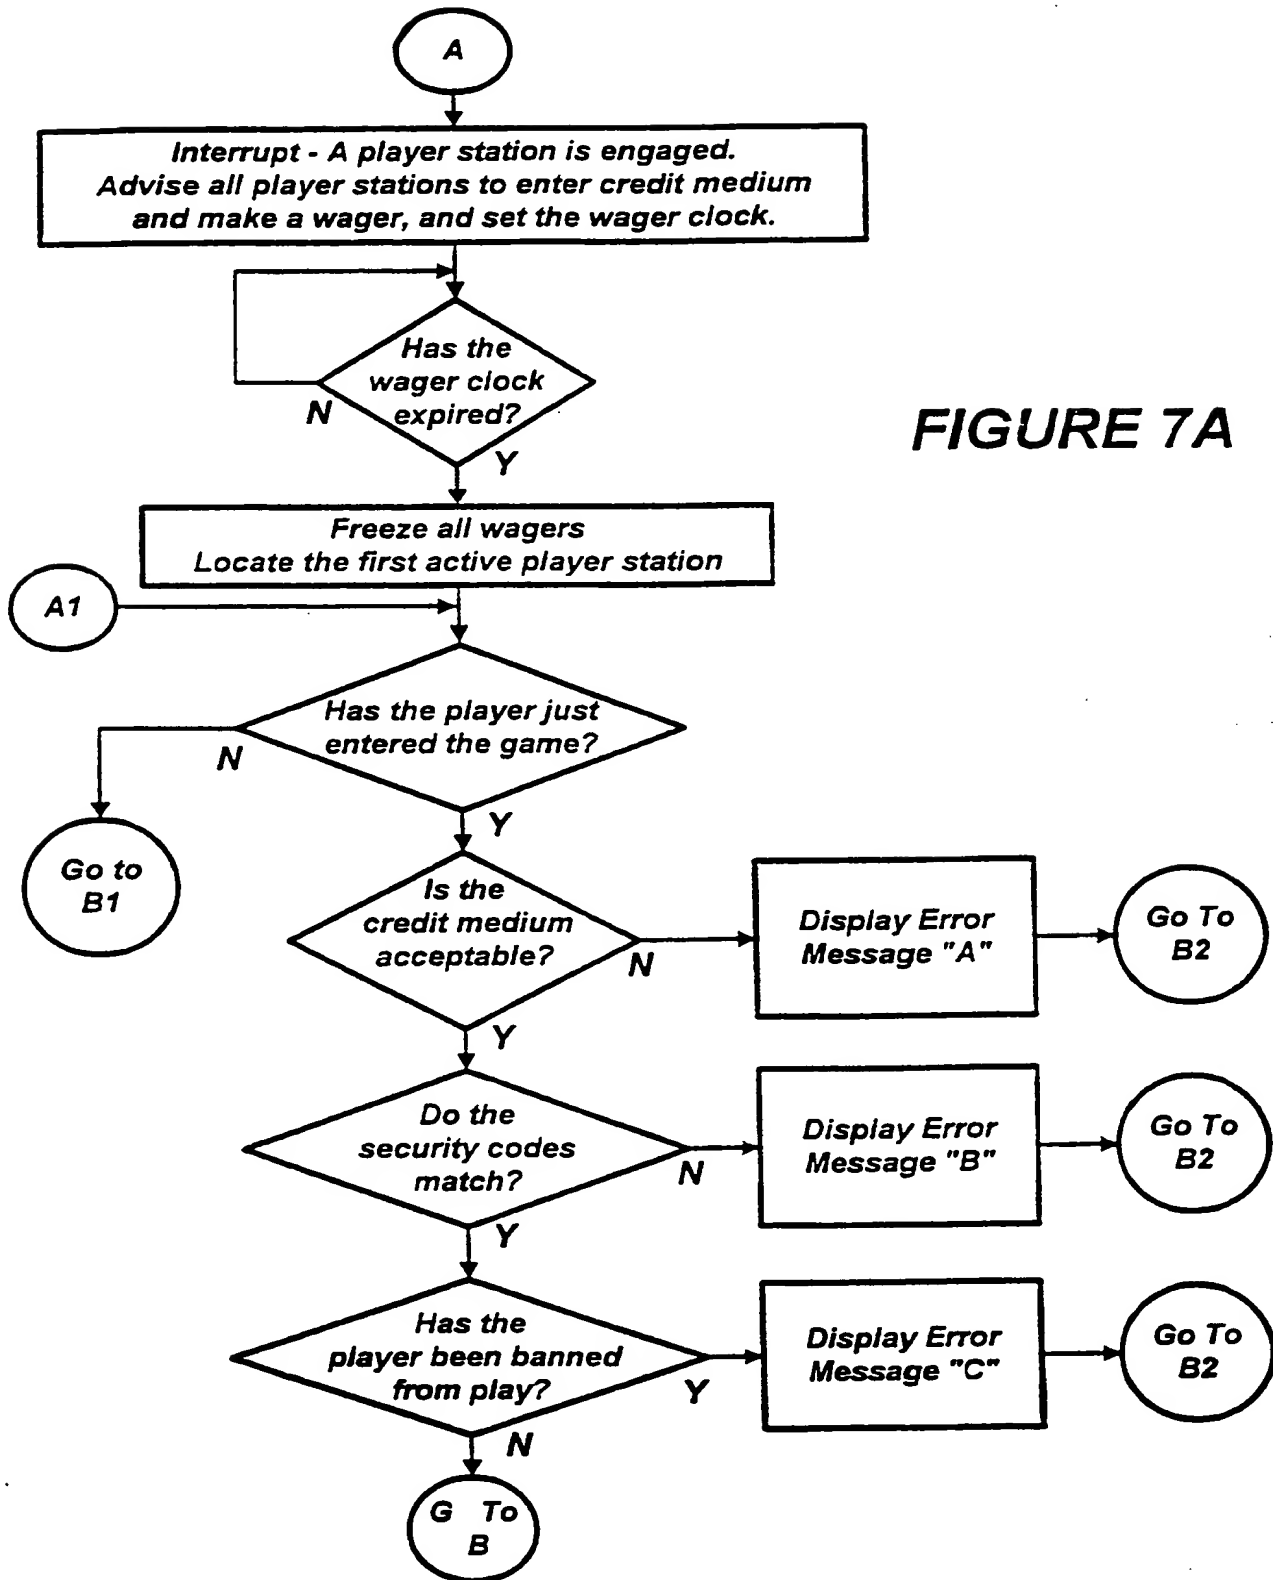 A
Interrupt - A player station is engaged.
Advise all player stations to enter credit medium
and make a wager, and set the wager clock.
Has the
wager clock
expired?
N
Y
FIGURE 7A
Freeze all wagers
Locate the first active player station
A1
Has the player just
entered the game?
N
Y
Go to
B1
Is the
credit medium
acceptable?
N
Y
Display Error
Message "A"
Go To
B2
Do the
security codes
match?
N
Y
Display Error
Message "B"
Go To
B2
Has the
player been banned
from play?
Y
N
Display Error
Message "C"
Go To
B2
G To
B